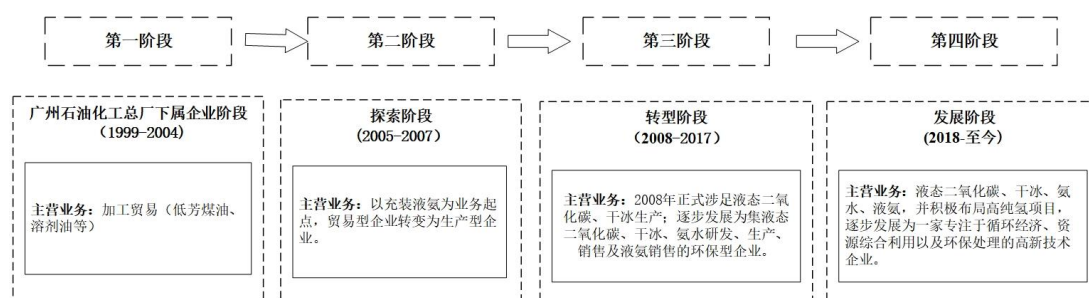 第一阶段
第二阶段
第三阶段
第四阶段
广州石油化工总厂下属企业阶段
（1999-2004）
主营业务：加工贸易（低芳煤油、
溶剂油等）
探索阶段
（2005-2007）
主营业务：以充装液氨为业务起
点，贸易型企业转变为生产型企
业。
转型阶段
（2008-2017）
主营业务：2008年正式涉足液态二氧
化碳、干冰生产；逐步发展为集液态
二氧化碳、干冰、氨水研发、生产、
销售及液氨销售的环保型企业。
发展阶段
(2018-至今)
主营业务：液态二氧化碳、干冰、氨
水、液氨，并积极布局高纯氢项目，
逐步发展为一家专注于循环经济、资
源综合利用以及环保处理的高新技术
企业。